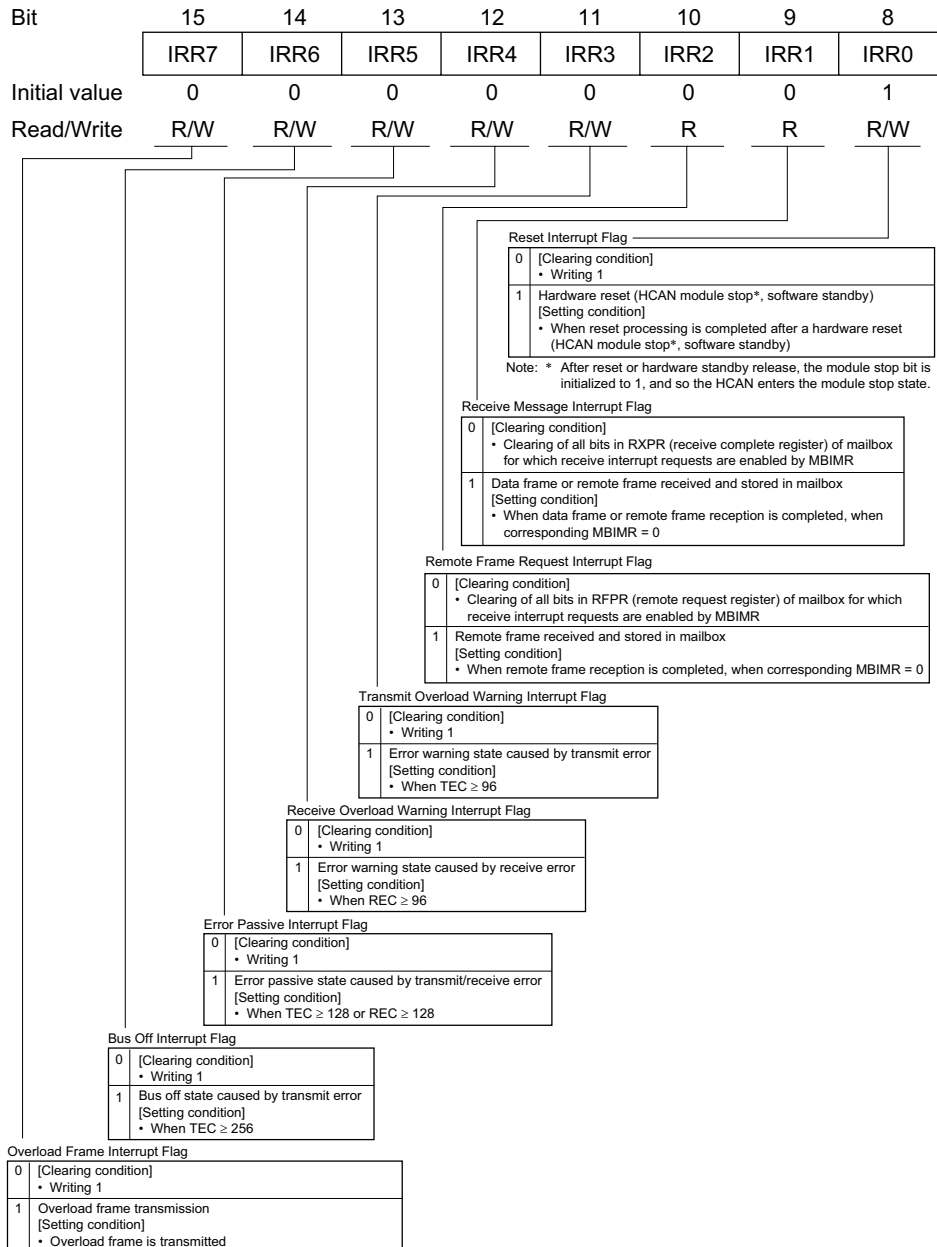 Bit 15 14 13 12 11 10 9 8
IRR7 IRR6 IRR5 IRR4 IRR3 IRR2 IRR1 IRR0
Initial value 0 0 0 0 0 0 0 1
Read/Write R/W R/W R/W R/W R/W R R R/W
Reset Interrupt Flag
0 [Clearing condition]
• Writing 1
1 Hardware reset (HCAN module stop*, software standby)
[Setting condition]
• When reset processing is completed after a hardware reset
(HCAN module stop*, software standby)
Note: * After reset or hardware standby release, the module stop bit is
initialized to 1, and so the HCAN enters the module stop state.
Receive Message Interrupt Flag
0 [Clearing condition]
• Clearing of all bits in RXPR (receive complete register) of mailbox
for which receive interrupt requests are enabled by MBIMR
1 Data frame or remote frame received and stored in mailbox
[Setting condition]
• When data frame or remote frame reception is completed, when
corresponding MBIMR = 0
Remote Frame Request Interrupt Flag
0 [Clearing condition]
• Clearing of all bits in RFPR (remote request register) of mailbox for which
receive interrupt requests are enabled by MBIMR
1 Remote frame received and stored in mailbox
[Setting condition]
• When remote frame reception is completed, when corresponding MBIMR = 0
Transmit Overload Warning Interrupt Flag
0 [Clearing condition]
• Writing 1
1 Error warning state caused by transmit error
[Setting condition]
• When TEC ≥ 96
Receive Overload Warning Interrupt Flag
0 [Clearing condition]
• Writing 1
1 Error warning state caused by receive error
[Setting condition]
• When REC ≥ 96
Error Passive Interrupt Flag
0 [Clearing condition]
• Writing 1
1 Error passive state caused by transmit/receive error
[Setting condition]
• When TEC ≥ 128 or REC ≥ 128
Bus Off Interrupt Flag
0 [Clearing condition]
• Writing 1
1 Bus off state caused by transmit error
[Setting condition]
• When TEC ≥ 256
Overload Frame Interrupt Flag
0 [Clearing condition]
• Writing 1
1 Overload frame transmission
[Setting condition]
• Overload frame is transmitted